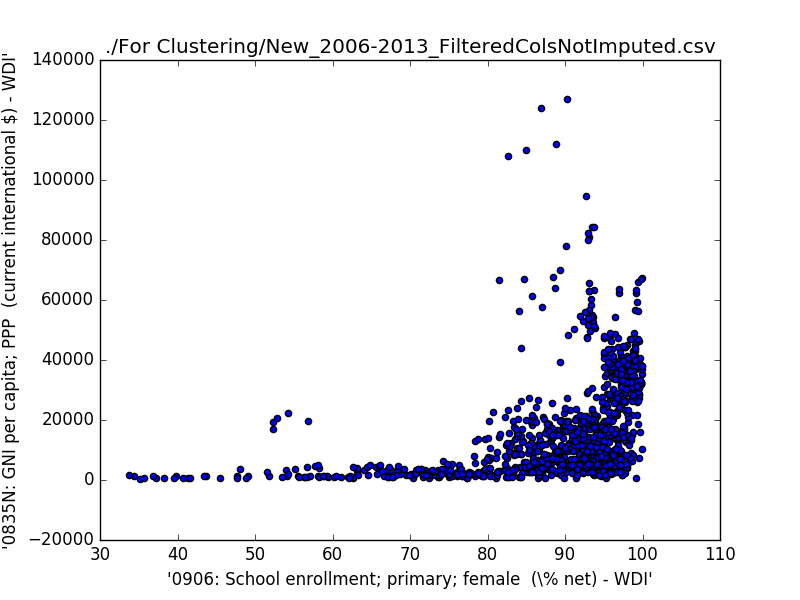 ./For Clustering/New_2006-2013_FilteredColsNotImputed.csv
140000
120000
100000
80000
60000
40000
20000
0
−20000
'0835N: GNI per capita; PPP  (current international $) - WDI'
30 40 50 60 70 80 90 100 110
'0906: School enrollment; primary; female  (\% net) - WDI'